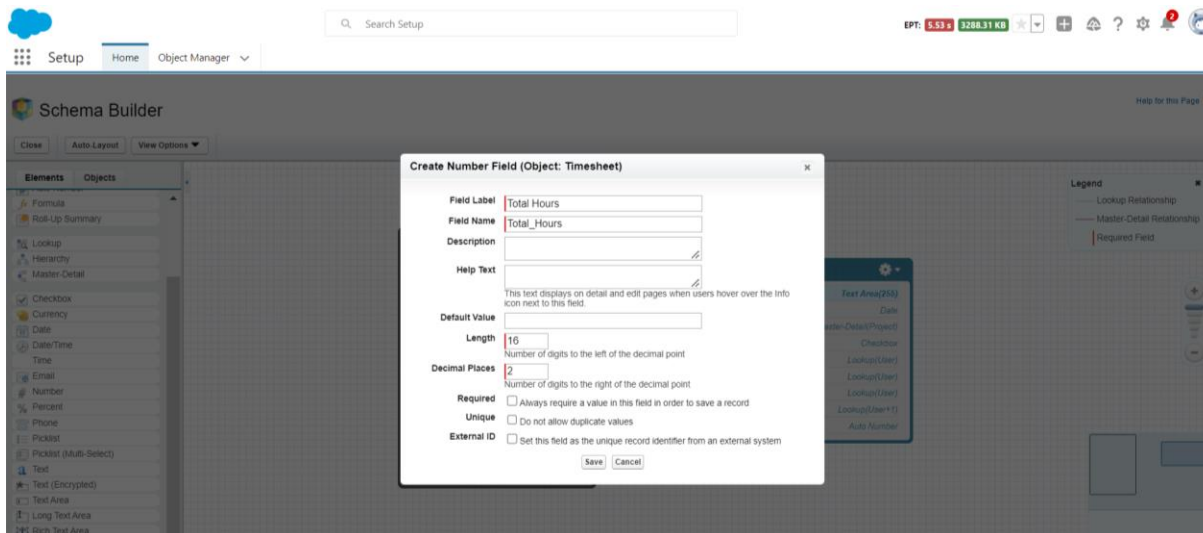 Search Setup
EPT: 5.53 s 3288.31 KB
2
Setup Home Object Manager
Schema Builder
Help for this Page
Close Auto-Layout View Options
Elements Objects
Formula
Roll-Up Summary
Lookup
Hierarchy
Master-Detail
Checkbox
Currency
Date
Date/Time
Time
Email
Number
Percent
Phone
Picklist
Picklist (Multi-Select)
Text
Text (Encrypted)
Text Area
Long Text Area
Rich Text Area
Create Number Field (Object: Timesheet)
Field Label Total Hours
Field Name Total_Hours
Description
Help Text
This text displays on detail and edit pages when users hover over the Info
icon next to this field.
Default Value
Length 16
Number of digits to the left of the decimal point
Decimal Places 2
Number of digits to the right of the decimal point
Required Always require a value in this field in order to save a record
Unique Do not allow duplicate values
External ID Set this field as the unique record identifier from an external system
Save Cancel
Legend
Lookup Relationship
Master-Detail Relationship
Required Field
Text Area(255)
Date
Checkbox
Lookup(User)
Lookup(User)
Lookup(User)
Lookup(User+1)
Auto Number